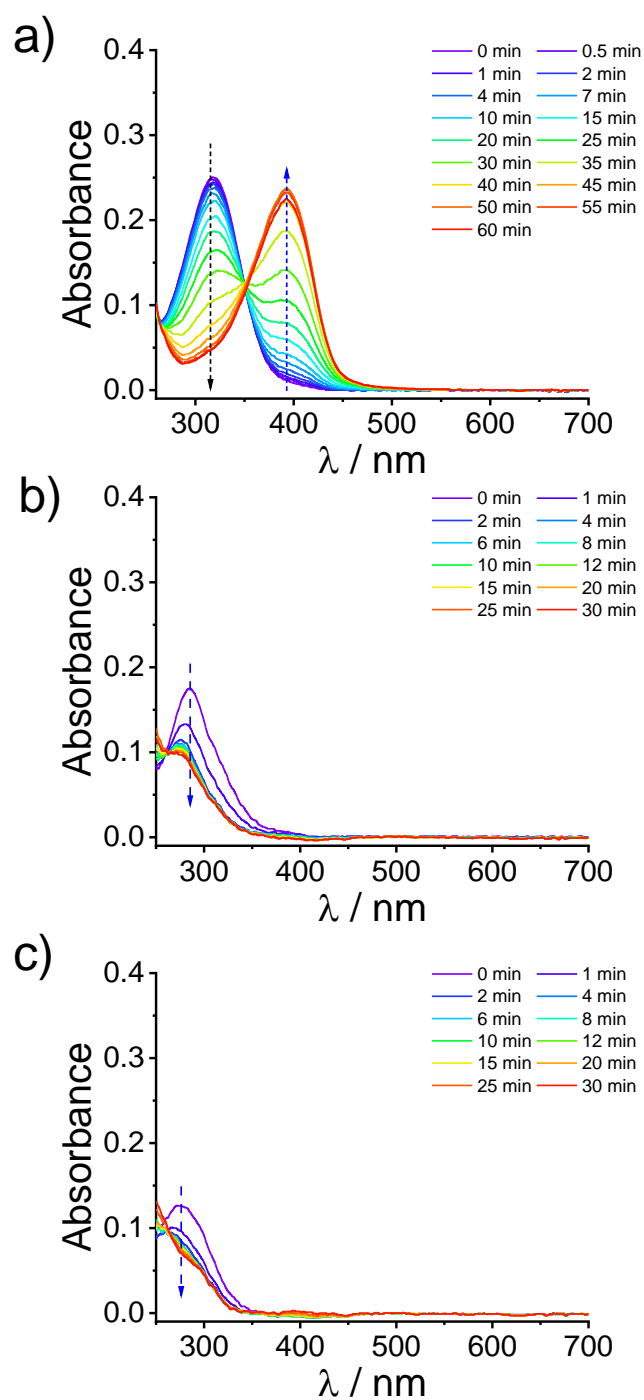 a)
0.4
0.3
0.2
0.1
0.0
Absorbance
0 min 0.5 min
1 min 2 min
4 min 7 min
10 min 15 min
20 min 25 min
30 min 35 min
40 min 45 min
50 min 55 min
60 min
300 400 500 600 700
λ / nm
b)
0.4
0.3
0.2
0.1
0.0
Absorbance
0 min 1 min
2 min 4 min
6 min 8 min
10 min 12 min
15 min 20 min
25 min 30 min
300 400 500 600 700
λ / nm
c)
0.4
0.3
0.2
0.1
0.0
Absorbance
0 min 1 min
2 min 4 min
6 min 8 min
10 min 12 min
15 min 20 min
25 min 30 min
300 400 500 600 700
λ / nm